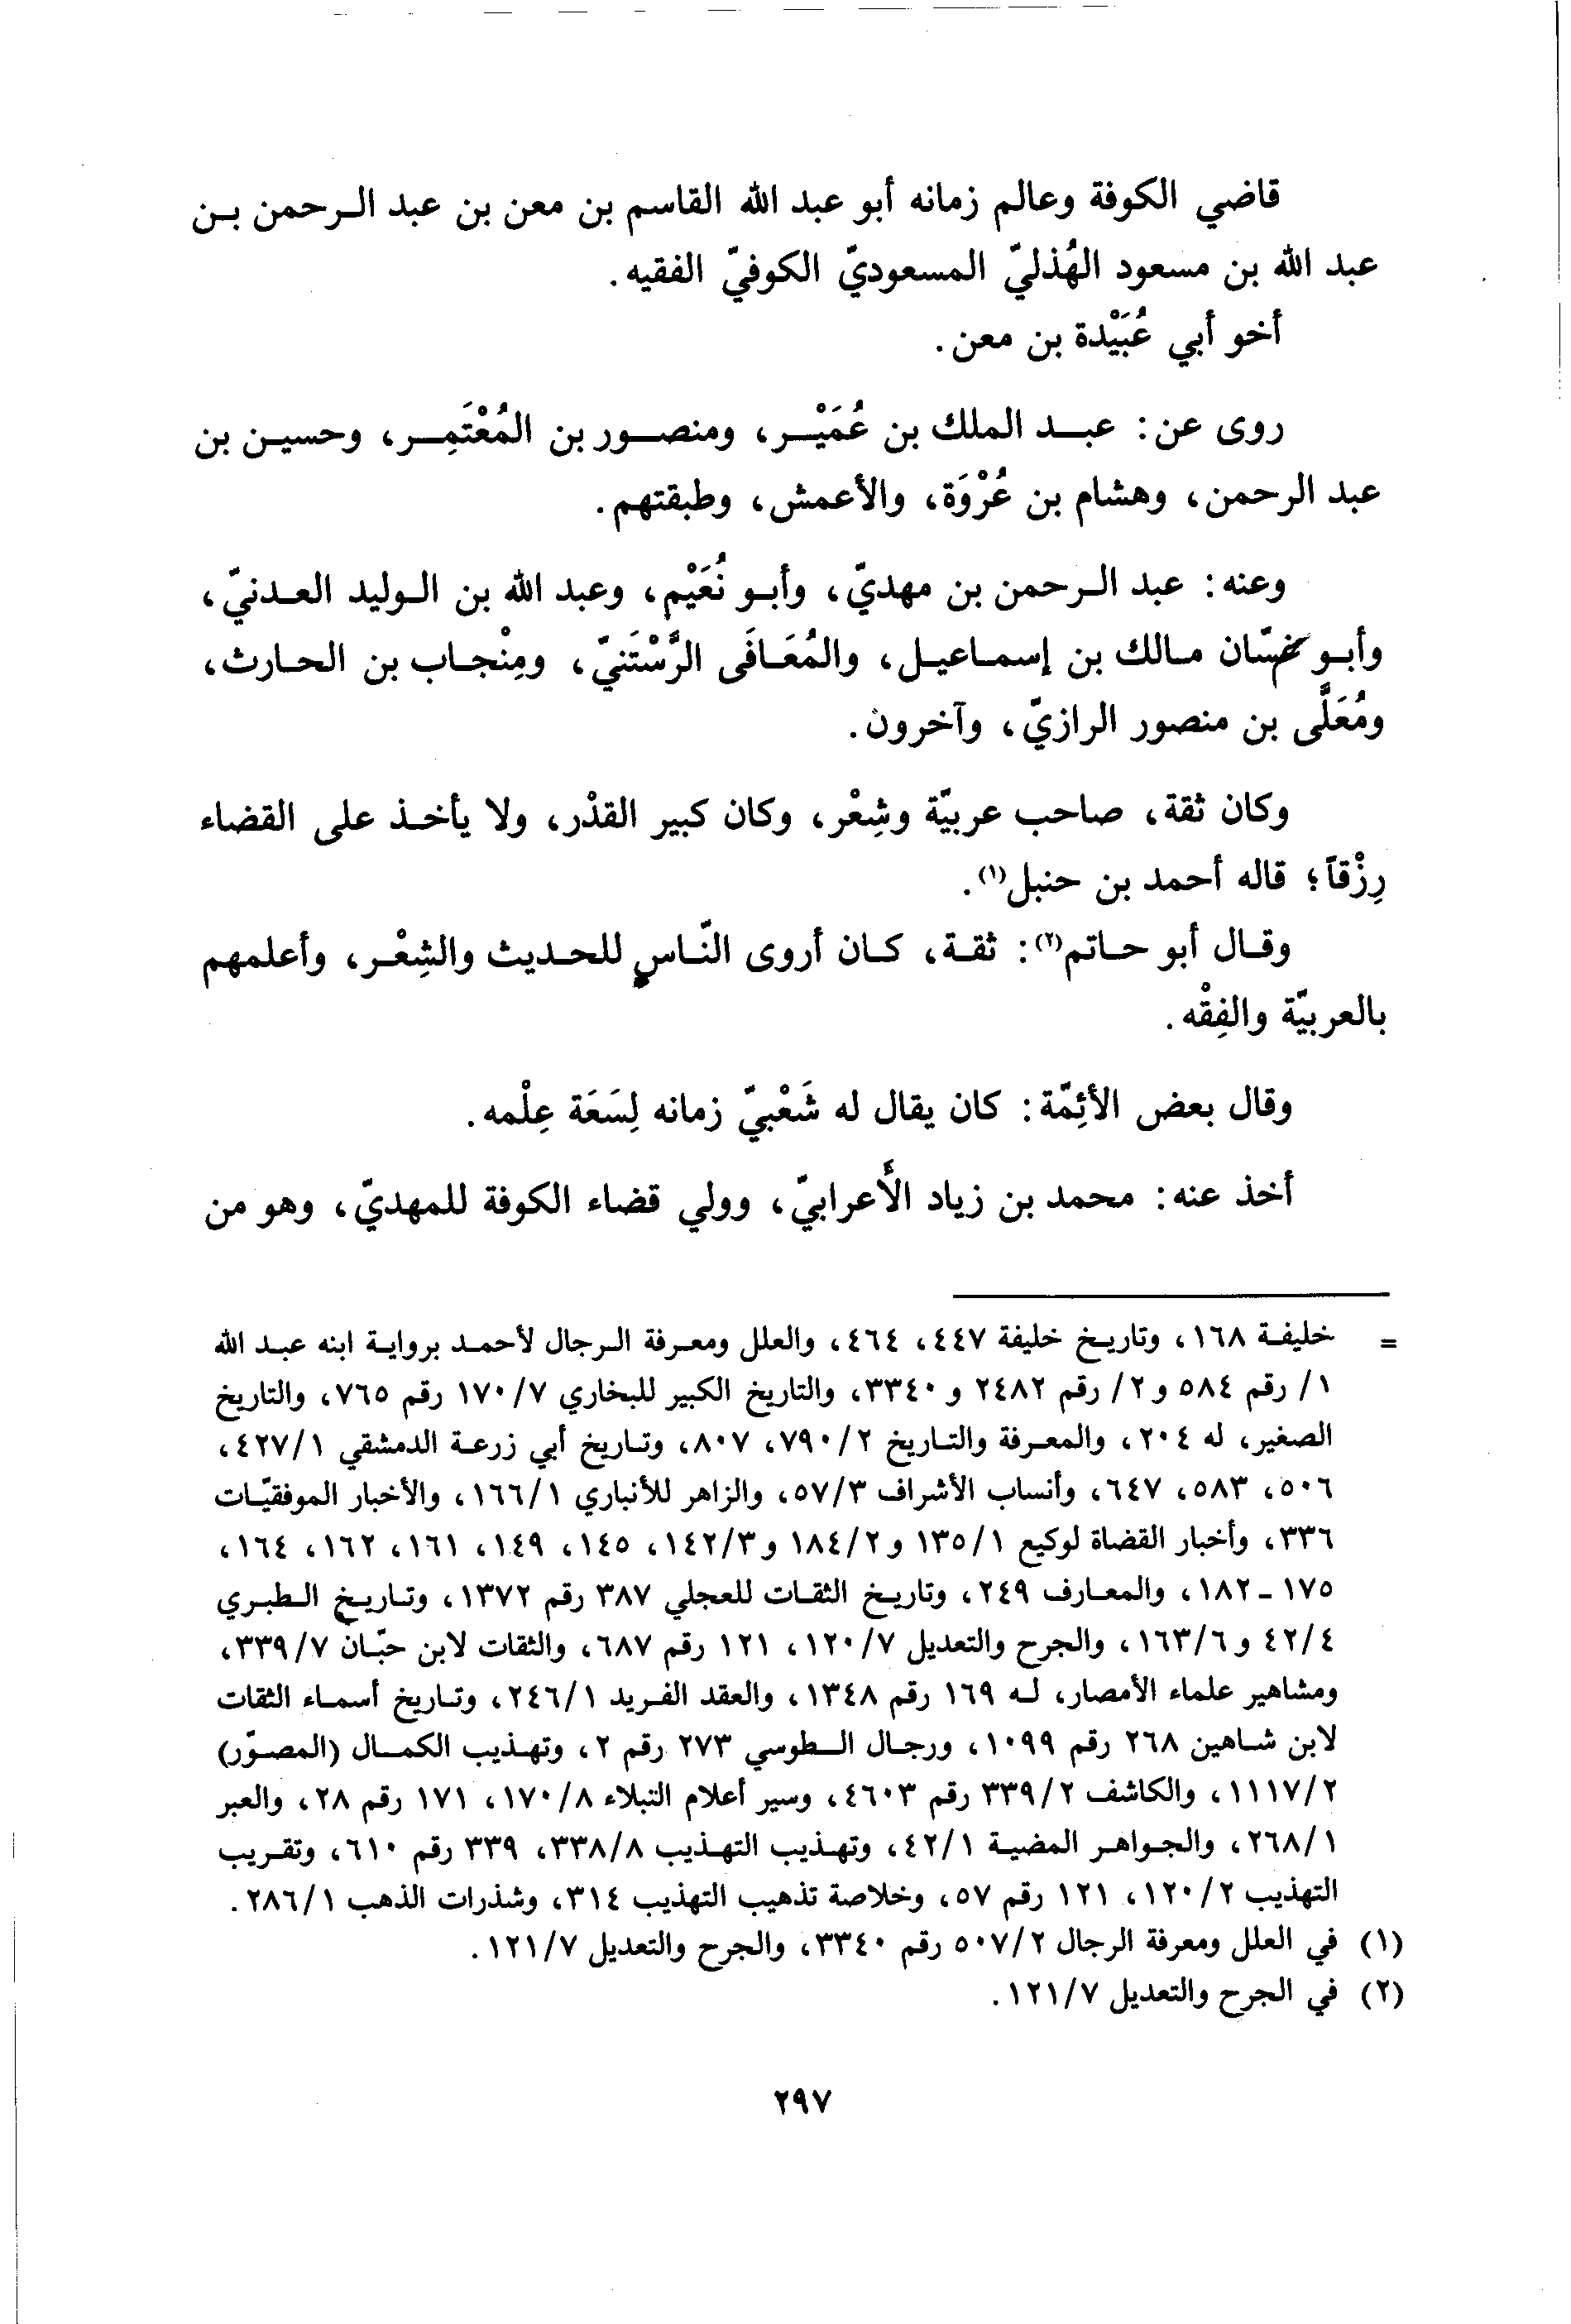 قاضي الكوفة وعالم زمانه أبو عبد الله القاسم بن معن بن عبد الرحمن بن
عبد الله بن مسعود الهُذليّ المسعوديّ الكوفيّ الفقيه.
أخو أبي عُبَيْدة بن معن.
روى عن: عبد الملك بن عُمَيْر، ومنصور بن المُعْتَمِر، وحسين بن
عبد الرحمن، وهشام بن عُرْوَة، والأعمش، وطبقتهم.
وعنه: عبد الرحمن بن مهديّ، وأبو نُعَيْم، وعبد الله بن الوليد العدنيّ،
وأبو غسّان مالك بن إسماعيل، والمُعَافَى الرَّسْتَنيّ، ومِنْجاب بن الحارث،
ومُعَلَّى بن منصور الرازيّ، وآخرون.
وكان ثقة، صاحب عربيّة وشِعْر، وكان كبير القدْر، ولا يأخذ على القضاء
رِزْقاً؛ قاله أحمد بن حنبل(١).
وقال أبو حاتم(٢): ثقة، كان أروى النّاس للحديث والشِعْر، وأعلمهم
بالعربيّة والفِقْه.
وقال بعض الأئِمّة: كان يقال له شَعْبيّ زمانه لِسَعَة عِلْمه.
أخذ عنه: محمد بن زياد الأعرابيّ، وولي قضاء الكوفة للمهديّ، وهو من
= خليفة ١٦٨، وتاريخ خليفة ٤٤٧، ٤٦٤، والعلل ومعرفة الرجال لأحمد برواية ابنه عبد الله
١/ رقم ٥٨٤ و٢/ رقم ٢٤٨٢ و ٣٣٤٠، والتاريخ الكبير للبخاري ٧/ ١٧٠ رقم ٧٦٥، والتاريخ
الصغير، له ٢٠٤، والمعرفة والتاريخ ٢/ ٧٩٠، ٨٠٧، وتاريخ أبي زرعة الدمشقي ١/ ٤٢٧،
٥٠٦، ٥٨٣، ٦٤٧، وأنساب الأشراف ٣/ ٥٧، والزاهر للأنباري ١/ ١٦٦، والأخبار الموفقيّات
٣٣٦، وأخبار القضاة لوكيع ١/ ١٣٥ و٢/ ١٨٤ و٣/ ١٤٢، ١٤٥، ١٤٩، ١٦١، ١٦٢، ١٦٤،
١٧٥ - ١٨٢، والمعارف ٢٤٩، وتاريخ الثقات للعجلي ٣٨٧ رقم ١٣٧٢، وتاريخ الطبري
٤/ ٤٢ و٦/ ١٦٣، والجرح والتعديل ٧/ ١٢٠، ١٢١ رقم ٦٨٧، والثقات لابن حبّان ٧/ ٣٣٩،
ومشاهير علماء الأمصار، له ١٦٩ رقم ١٣٤٨، والعقد الفريد ١/ ٢٤٦، وتاريخ أسماء الثقات
لابن شاهين ٢٦٨ رقم ١٠٩٩، ورجال الطوسي ٢٧٣ رقم ٢، وتهذيب الكمال (المصوّر)
٢/ ١١١٧، والكاشف ٢/ ٣٣٩ رقم ٤٦٠٣، وسير أعلام النبلاء ٨/ ١٧٠، ١٧١ رقم ٢٨، والعبر
١/ ٢٦٨، والجواهر المضية ١/ ٤٢، وتهذيب التهذيب ٨/ ٣٣٨، ٣٣٩ رقم ٦١٠، وتقريب
التهذيب ٢/ ١٢٠، ١٢١ رقم ٥٧، وخلاصة تذهيب التهذيب ٣١٤، وشذرات الذهب ١/ ٢٨٦.
(١) في العلل ومعرفة الرجال ٢/ ٥٠٧ رقم ٣٣٤٠، والجرح والتعديل ٧/ ١٢١.
(٢) في الجرح والتعديل ٧/ ١٢١.
٢٩٧